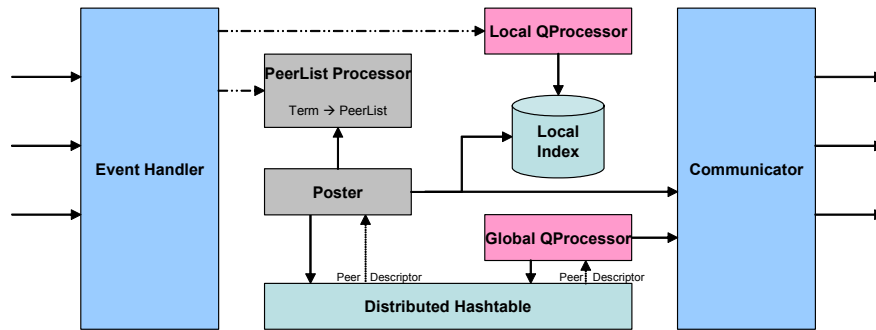 Local QProcessor
PeerList Processor
Term → PeerList
Local
Index
Event Handler
Communicator
Poster
Global QProcessor
Peer Descriptor
Peer Descriptor
Distributed Hashtable